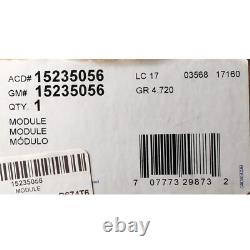 ACD# 15235056 LC 17 03568 17160
GM# 15235056 GR 4.720
QTY. 1
MODULE
MODULE
MÓDULO
15235056
MODULE
7 07773 29873 2